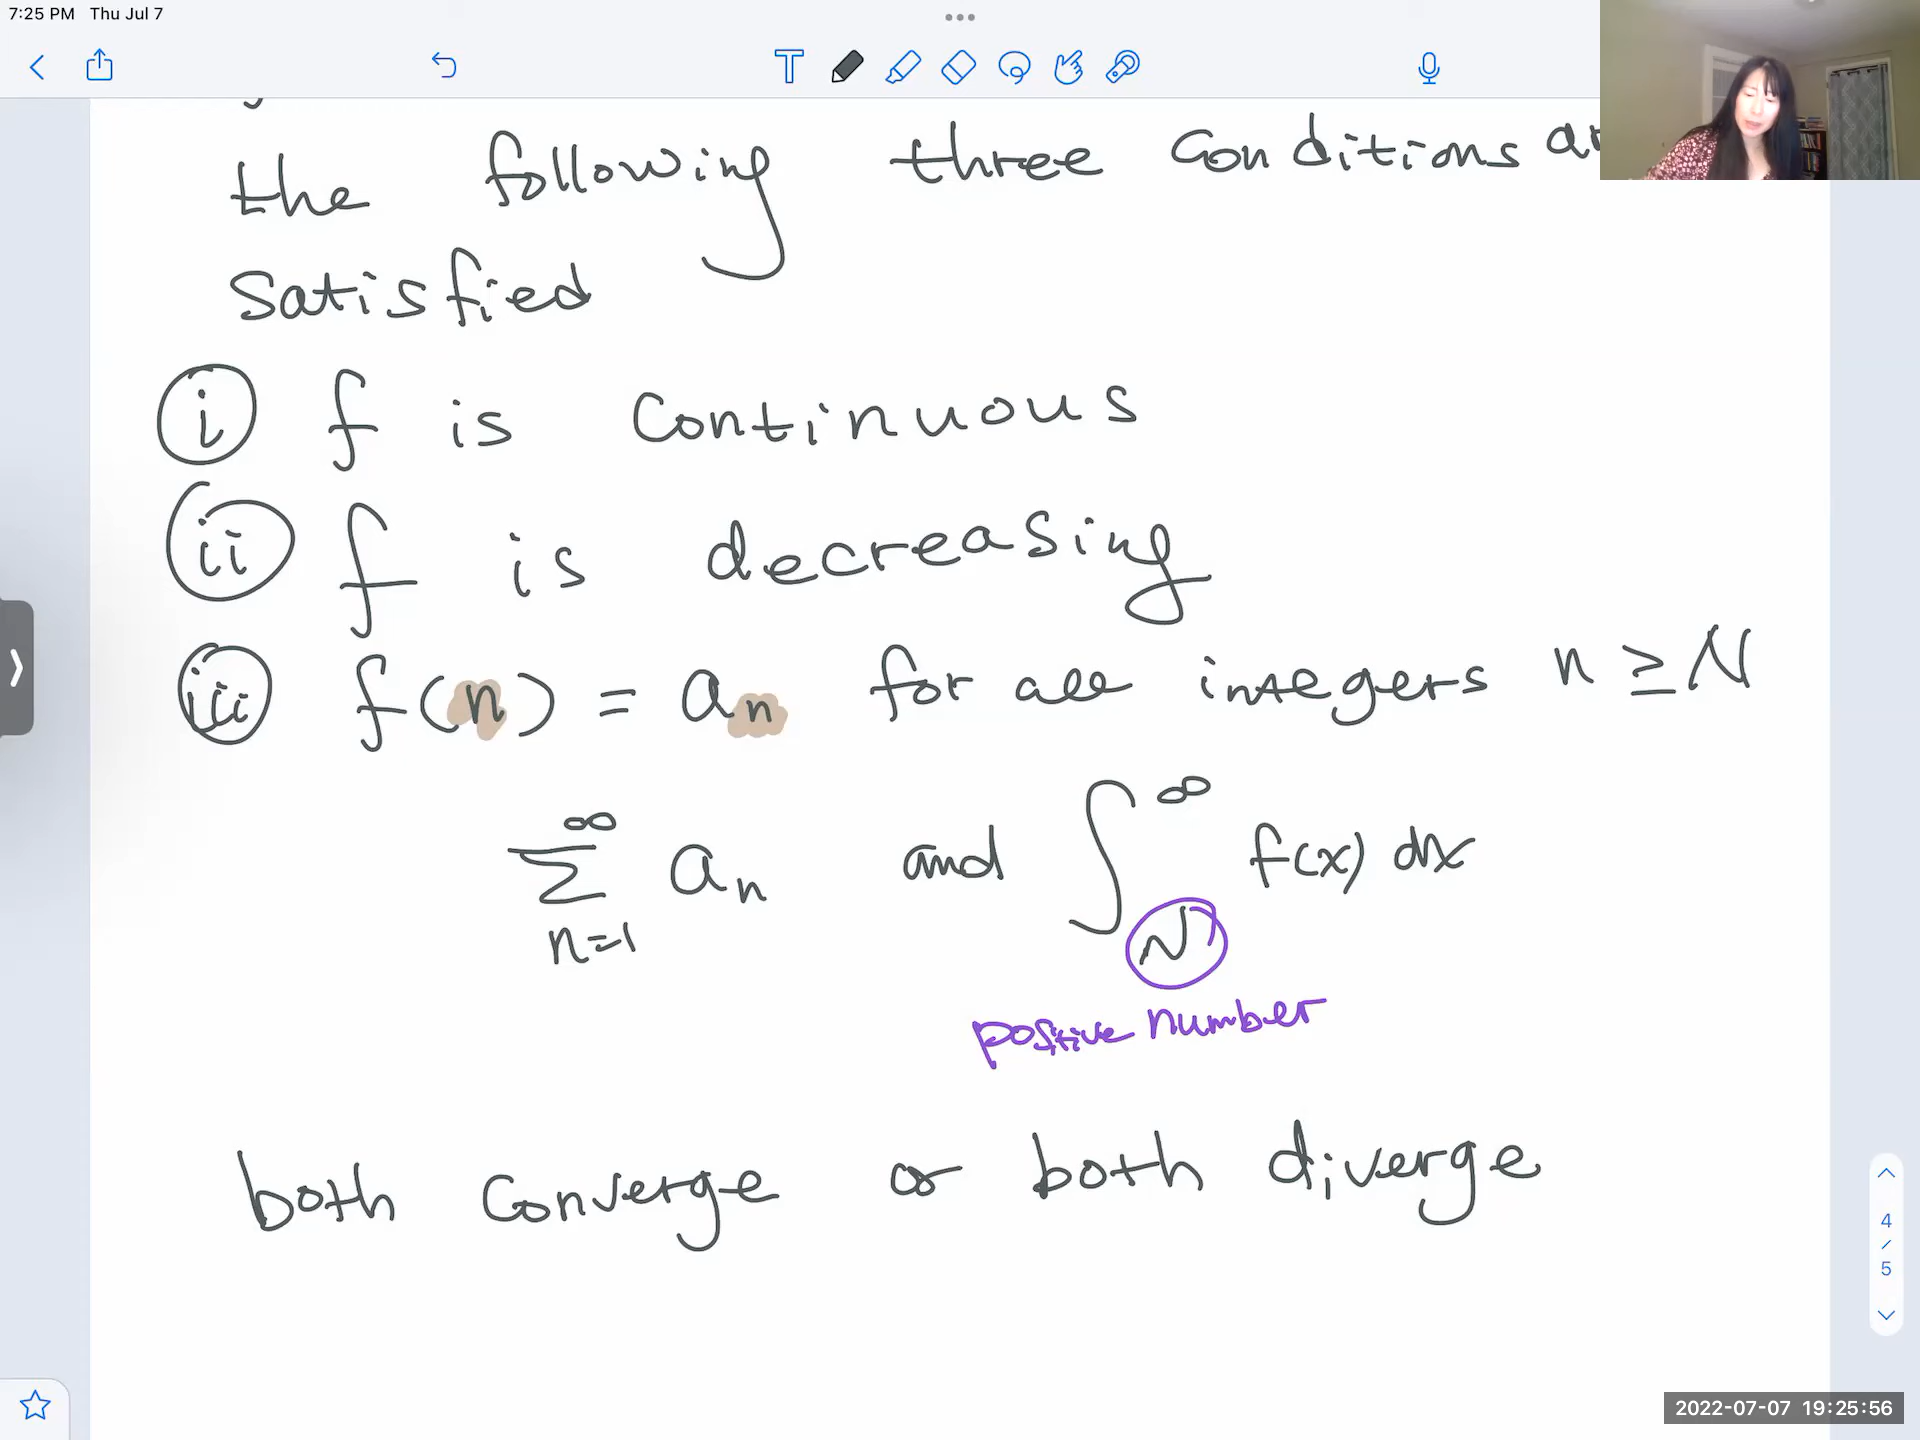 7:25 PM Thu Jul 7
the following three conditions
satisfied
i f is continuous
ii f is decreasing
iii f(n) = aₙ for all integers n ≥ N
∞
∑ aₙ and ∫ f(x) dx
n=1
∞
N
positive number
both converge or both diverge
4
/
5
2022-07-07 19:25:56